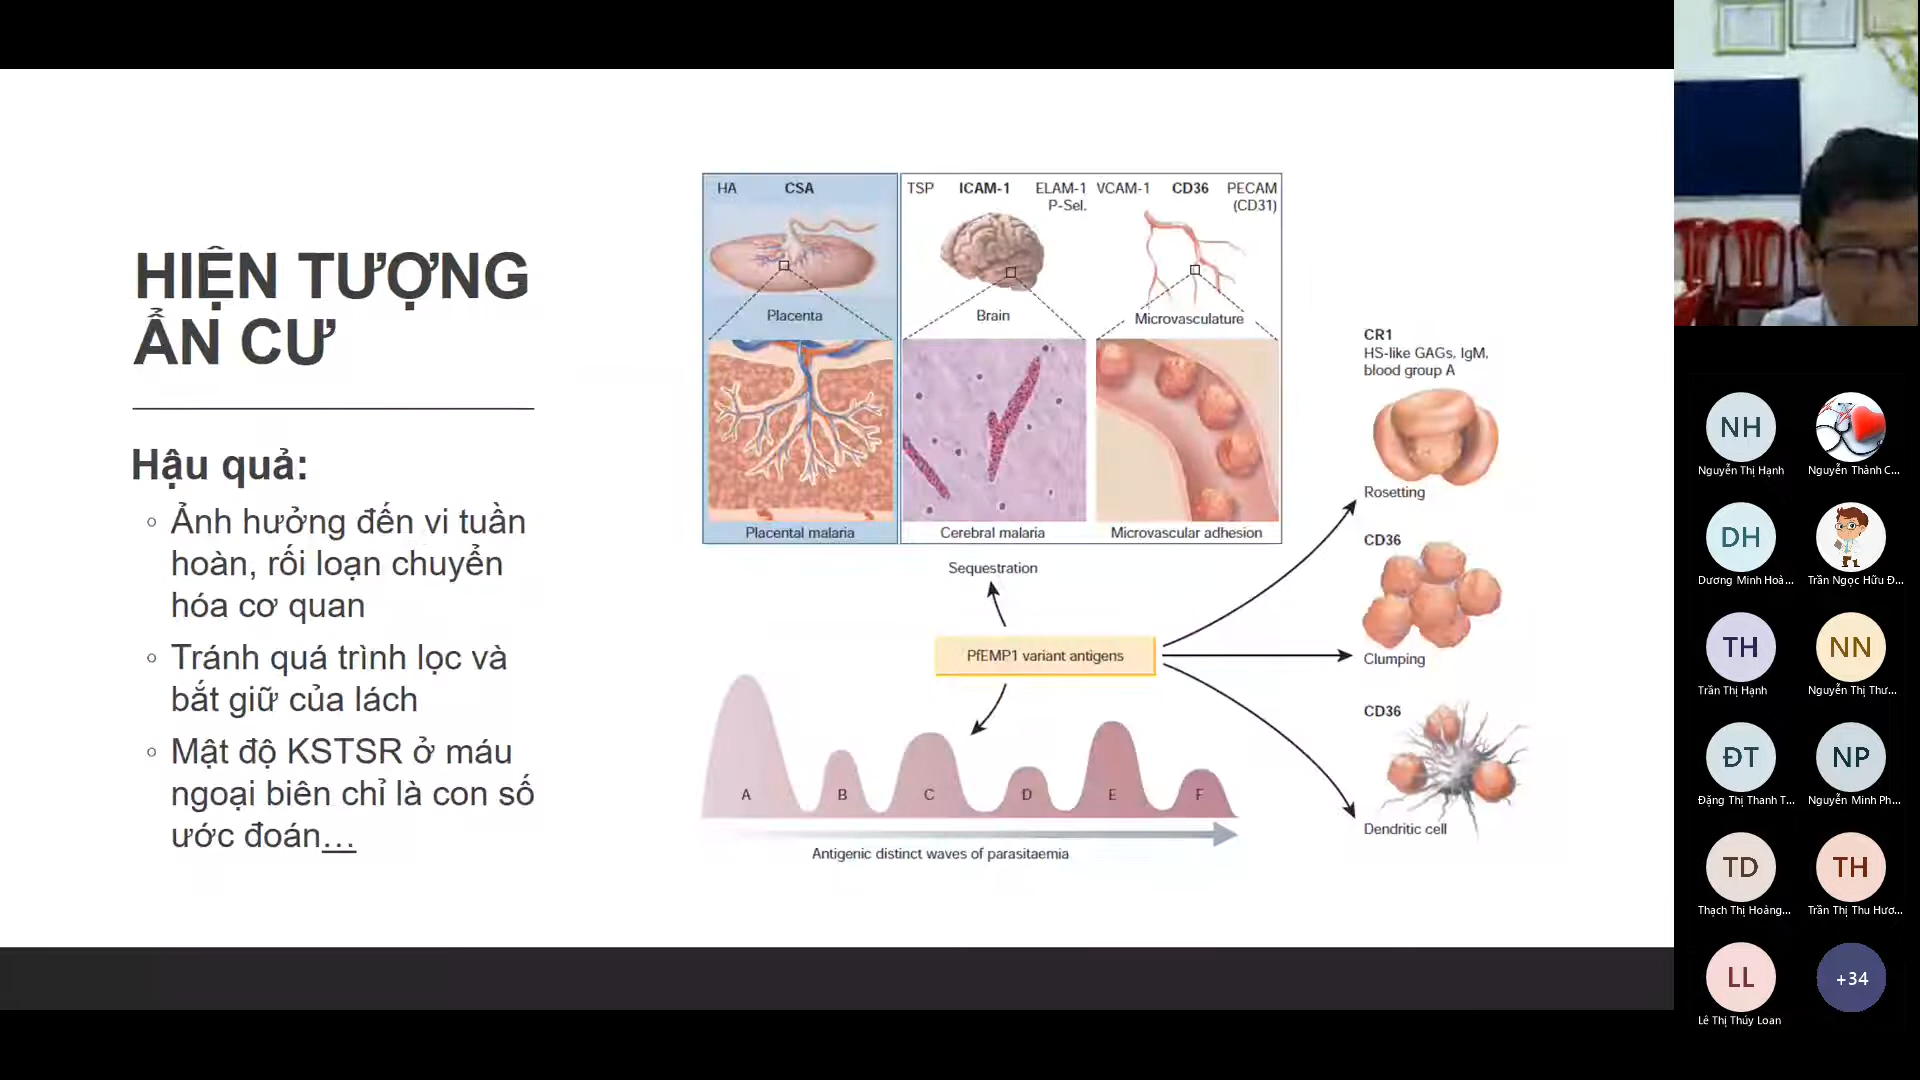 HIỆN TƯỢNG
ẨN CƯ
Hậu quả:
◦ Ảnh hưởng đến vi tuần
hoàn, rối loạn chuyển
hóa cơ quan
◦ Tránh quá trình lọc và
bắt giữ của lách
◦ Mật độ KSTSR ở máu
ngoại biên chỉ là con số
ước đoán...
HA CSA
TSP ICAM-1 ELAM-1 VCAM-1 CD36 PECAM
P-Sel. (CD31)
Placenta
Brain
Microvasculature
Placental malaria
Cerebral malaria
Microvascular adhesion
Sequestration
PfEMP1 variant antigens
CR1
HS-like GAGs, IgM,
blood group A
Rosetting
CD36
Clumping
CD36
Dendritic cell
A B C D E F
Antigenic distinct waves of parasitaemia
NH
Nguyễn Thị Hạnh
Nguyễn Thành C...
DH
Dương Minh Hoà...
Trần Ngọc Hữu Đ...
TH
Trần Thị Hạnh
NN
Nguyễn Thị Thư...
ĐT
Đặng Thị Thanh T...
NP
Nguyễn Minh Ph...
TD
Thạch Thị Hoàng...
TH
Trần Thị Thu Hươ...
LL
Lê Thị Thúy Loan
+34